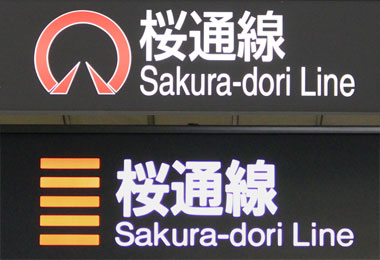 桜通線
Sakura-dori Line
桜通線
Sakura-dori Line